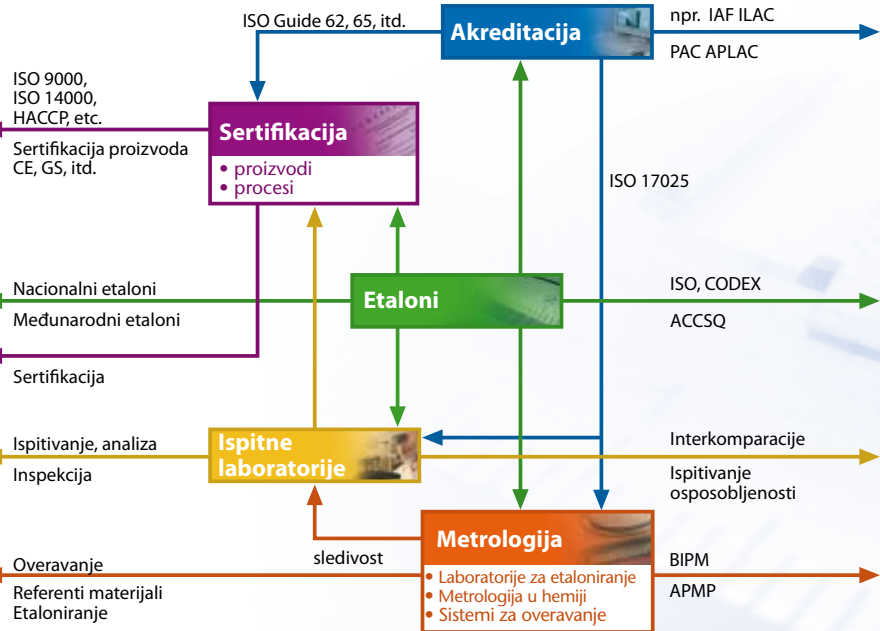 ISO Guide 62, 65, itd.
Akreditacija
npr. IAF ILAC
PAC APLAC
ISO 9000,
ISO 14000,
HACCP, etc.
Sertifikacija proizvoda
CE, GS, itd.
Sertifikacija
• proizvodi
• procesi
ISO 17025
Nacionalni etaloni
Međunarodni etaloni
Etaloni
ISO, CODEX
ACCSQ
Sertifikacija
Ispitivanje, analiza
Inspekcija
Ispitne
laboratorije
Interkomparacije
Ispitivanje
osposobljenosti
sledivost
Metrologija
• Laboratorije za etaloniranje
• Metrologija u hemiji
• Sistemi za overavanje
Overavanje
Referenti materijali
Etaloniranje
BIPM
APMP